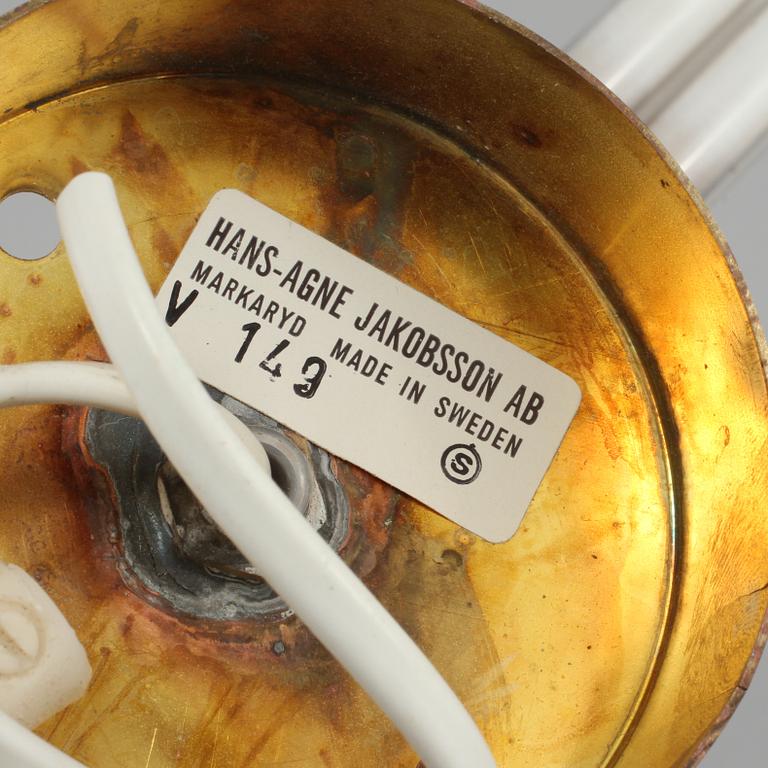 HANS-AGNE JAKOBSSON AB
MARKARYD MADE IN SWEDEN
V 149
S